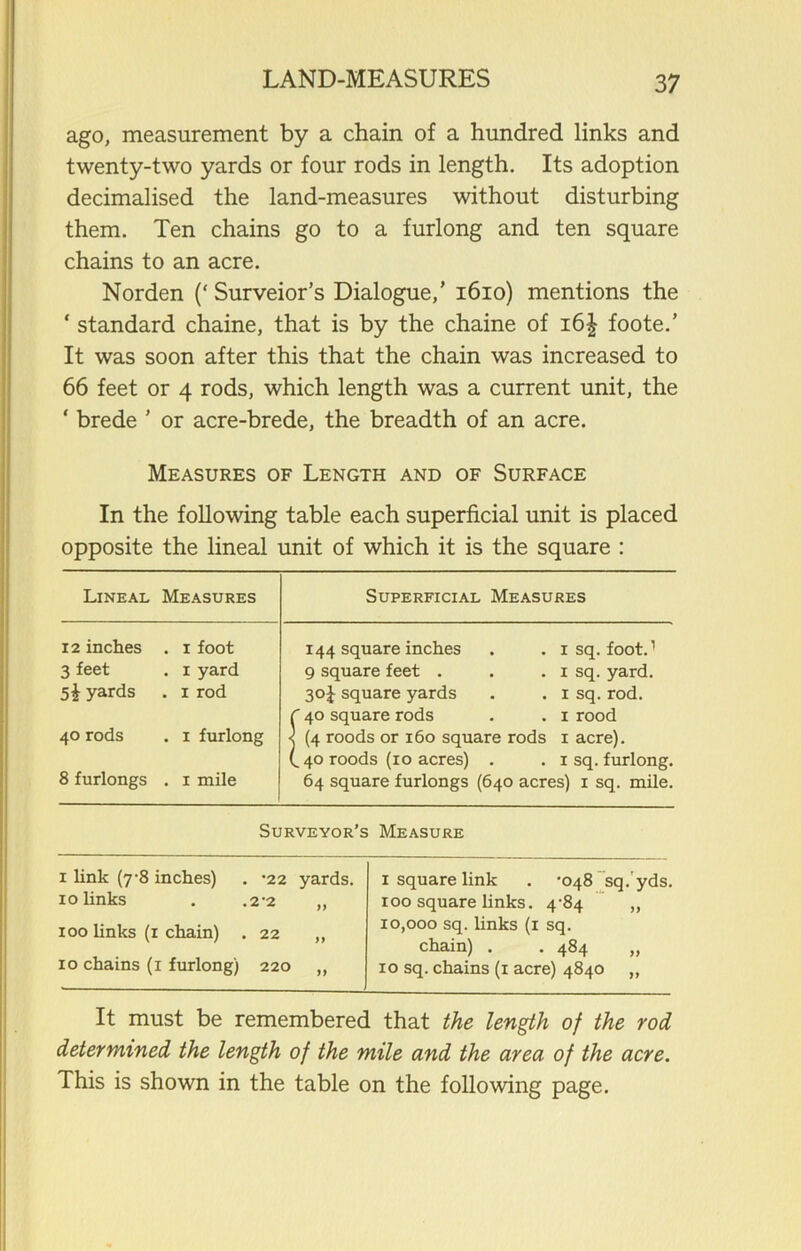 LAND-MEASURES 37
ago, measurement by a chain of a hundred links and
twenty-two yards or four rods in length. Its adoption
decimalised the land-measures without disturbing
them. Ten chains go to a furlong and ten square
chains to an acre.
Norden (‘ Surveior’s Dialogue,’ 1610) mentions the
‘ standard chaine, that is by the chaine of 16½ foote.’
It was soon after this that the chain was increased to
66 feet or 4 rods, which length was a current unit, the
‘ brede ’ or acre-brede, the breadth of an acre.
Measures of Length and of Surface
In the following table each superficial unit is placed
opposite the lineal unit of which it is the square :
Lineal Measures Superficial Measures
12 inches . 1 foot 144 square inches . . 1 sq. foot.¹
3 feet . 1 yard 9 square feet . . . 1 sq. yard.
5½ yards . 1 rod 30¼ square yards . . 1 sq. rod.
{ 40 square rods . . 1 rood
40 rods . 1 furlong { (4 roods or 160 square rods 1 acre).
{ 40 roods (10 acres) . . 1 sq. furlong.
8 furlongs . 1 mile 64 square furlongs (640 acres) 1 sq. mile.
Surveyor’s Measure
1 link (7·8 inches) . ·22 yards. 1 square link . ·048 sq. yds.
10 links . . 2·2 ,, 100 square links. 4·84 ,,
100 links (1 chain) . 22 ,, 10,000 sq. links (1 sq.
chain) . . 484 ,,
10 chains (1 furlong) 220 ,, 10 sq. chains (1 acre) 4840 ,,
It must be remembered that the length of the rod
determined the length of the mile and the area of the acre.
This is shown in the table on the following page.